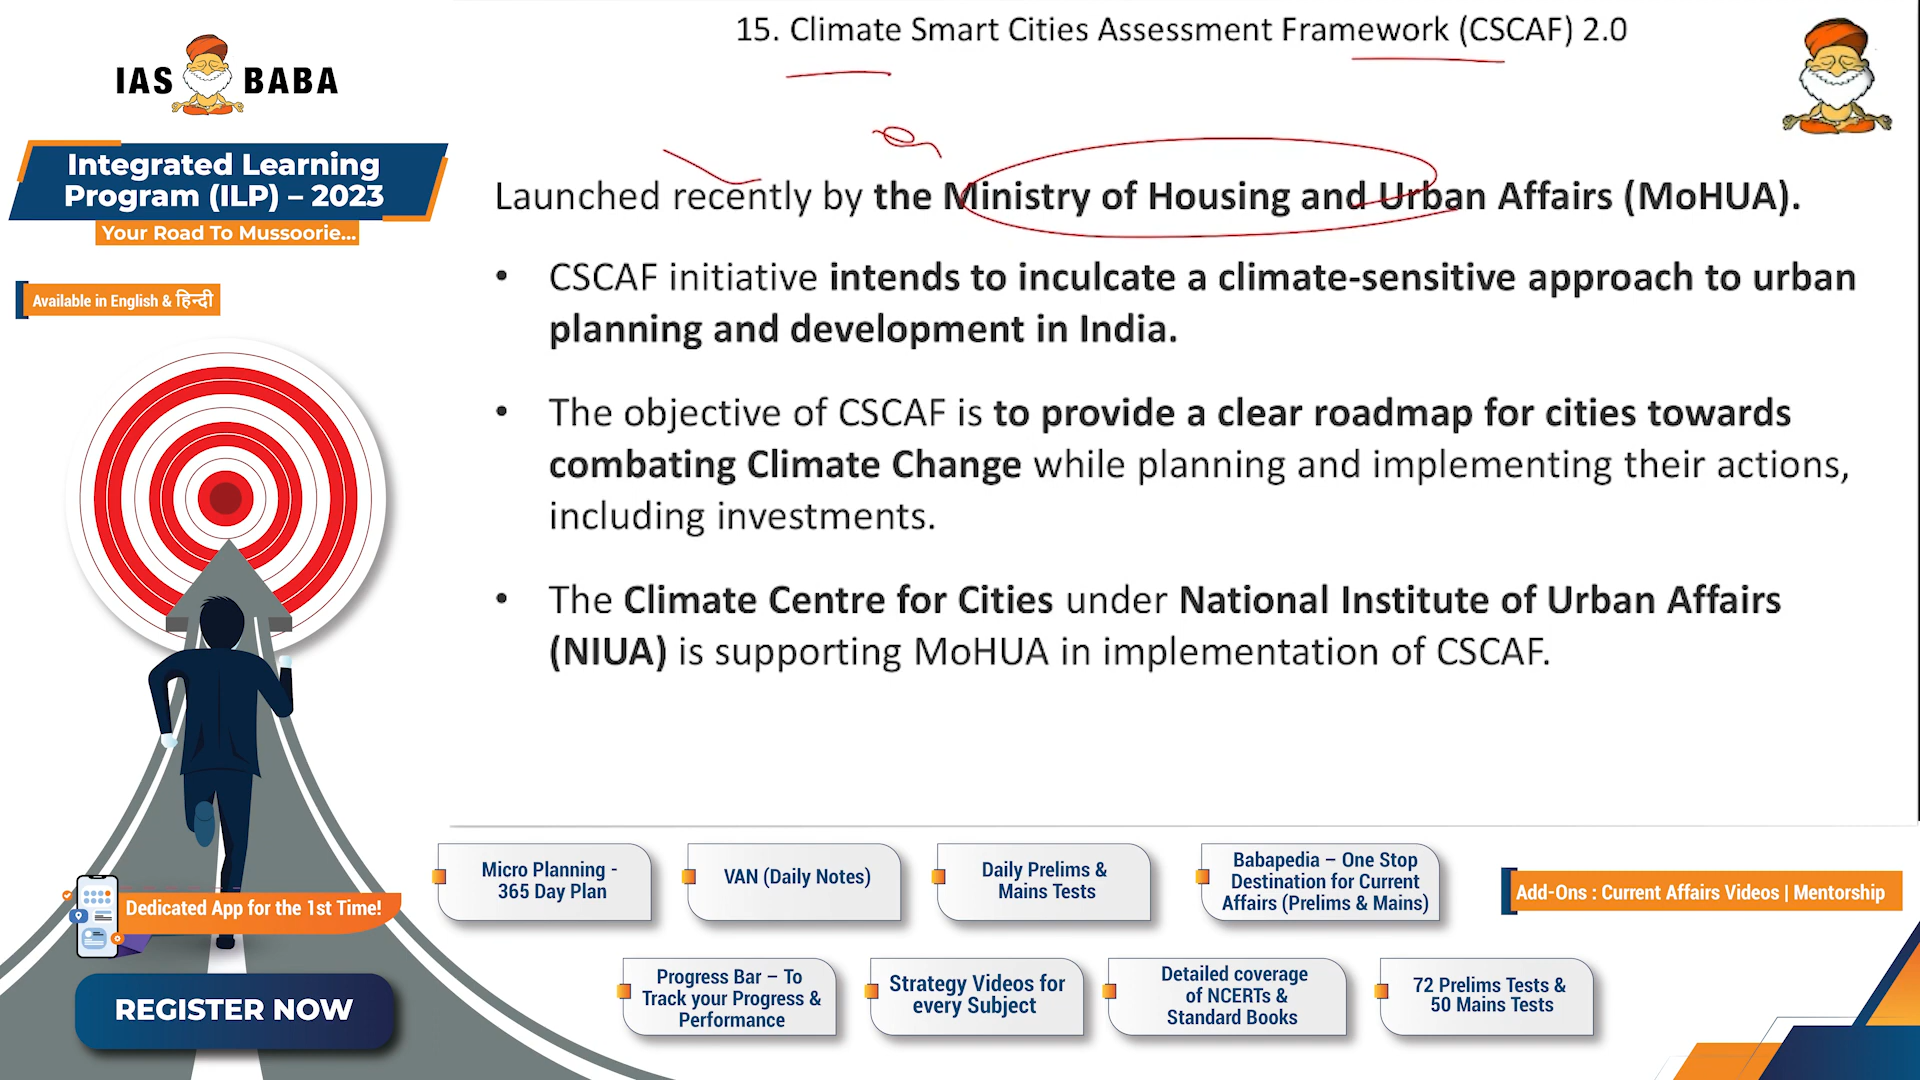 15. Climate Smart Cities Assessment Framework (CSCAF) 2.0
IAS BABA
Integrated Learning
Program (ILP) – 2023
Your Road To Mussoorie...
Available in English & हिन्दी
Launched recently by the Ministry of Housing and Urban Affairs (MoHUA).
• CSCAF initiative intends to inculcate a climate-sensitive approach to urban
planning and development in India.
• The objective of CSCAF is to provide a clear roadmap for cities towards
combating Climate Change while planning and implementing their actions,
including investments.
• The Climate Centre for Cities under National Institute of Urban Affairs
(NIUA) is supporting MoHUA in implementation of CSCAF.
Dedicated App for the 1st Time!
REGISTER NOW
Micro Planning -
365 Day Plan
VAN (Daily Notes)
Daily Prelims &
Mains Tests
Babapedia – One Stop
Destination for Current
Affairs (Prelims & Mains)
Add-Ons : Current Affairs Videos | Mentorship
Progress Bar – To
Track your Progress &
Performance
Strategy Videos for
every Subject
Detailed coverage
of NCERTs &
Standard Books
72 Prelims Tests &
50 Mains Tests